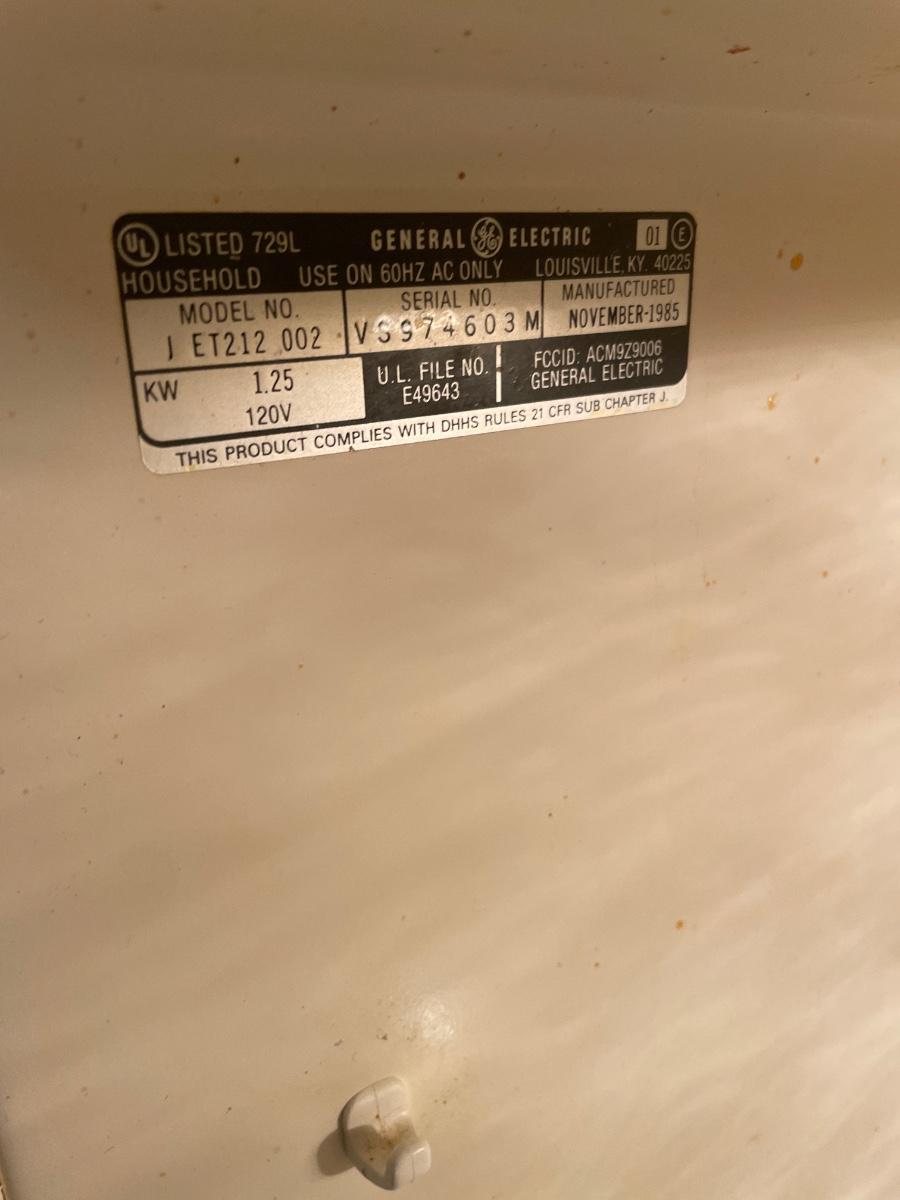 UL LISTED 729L GENERAL GE ELECTRIC 01 E
HOUSEHOLD USE ON 60HZ AC ONLY LOUISVILLE, KY. 40225
MODEL NO. SERIAL NO. MANUFACTURED
J ET212 002 VS974603M NOVEMBER-1985
KW 1.25 U.L. FILE NO. FCCID: ACM9Z9006
120V E49643 GENERAL ELECTRIC
THIS PRODUCT COMPLIES WITH DHHS RULES 21 CFR SUB CHAPTER J.